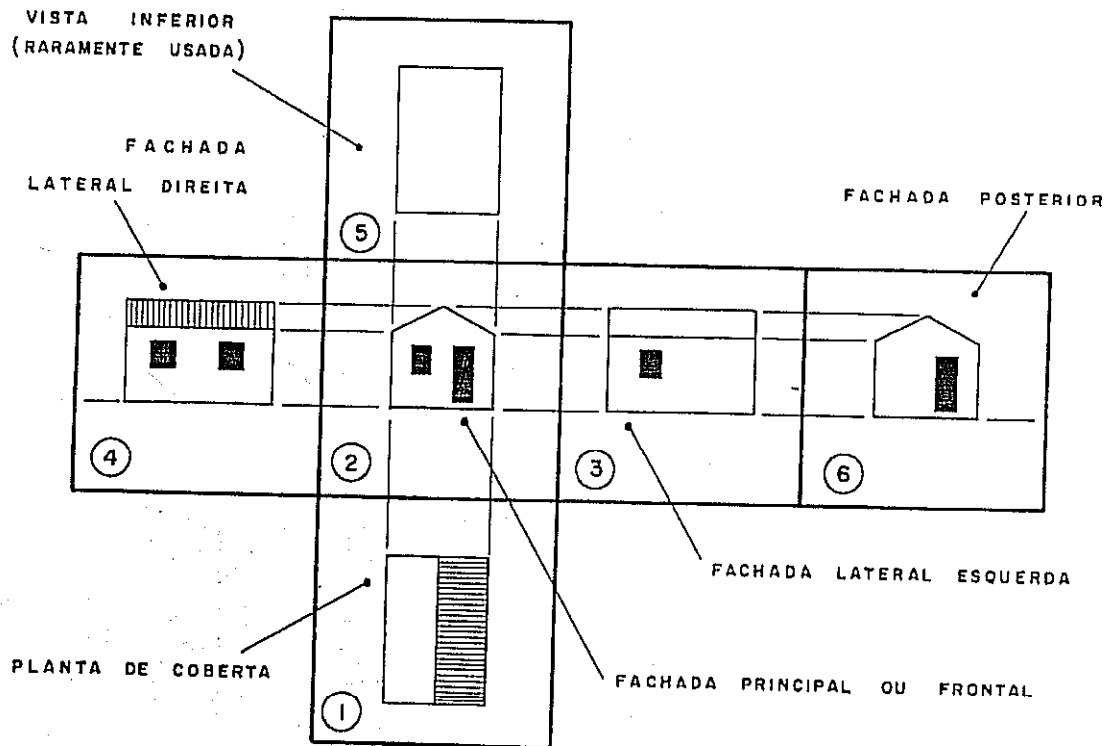 VISTA INFERIOR
(RARAMENTE USADA)
FACHADA
LATERAL DIREITA
FACHADA POSTERIOR
5
4
2
3
6
FACHADA LATERAL ESQUERDA
PLANTA DE COBERTA
FACHADA PRINCIPAL OU FRONTAL
1